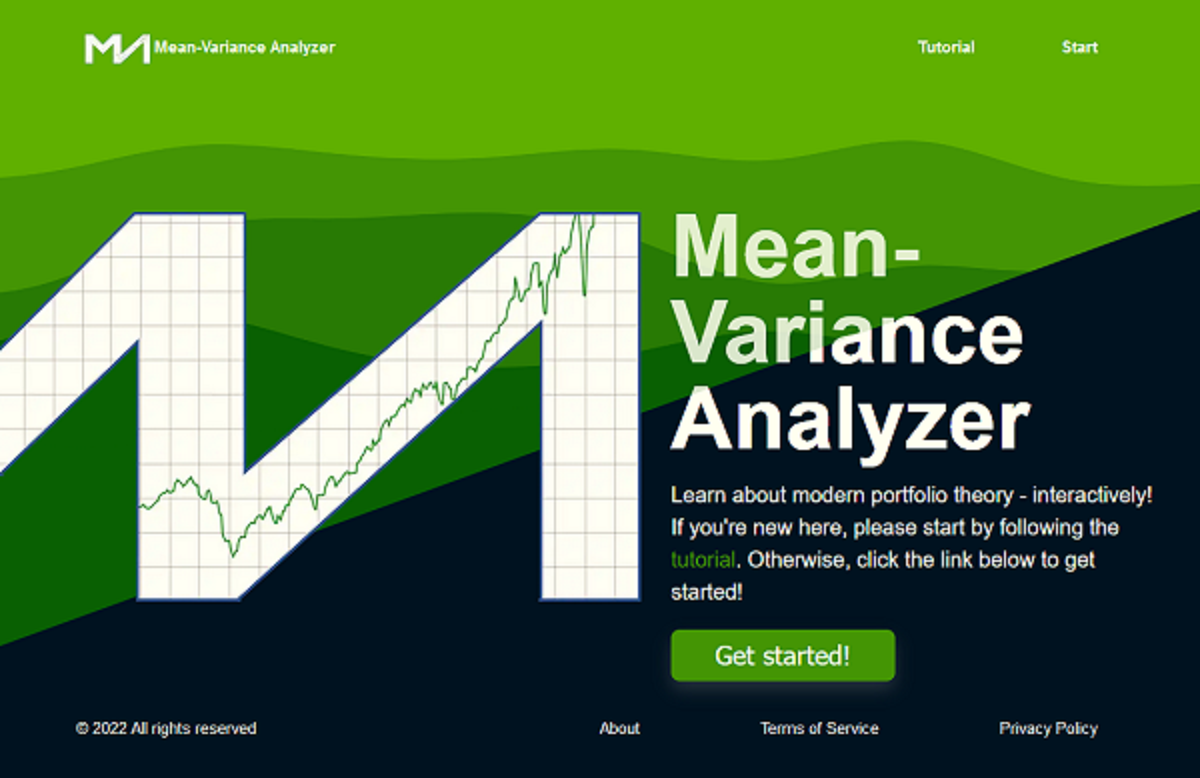 Mean-Variance Analyzer
Tutorial
Start
Mean-
Variance
Analyzer
Learn about modern portfolio theory - interactively!
If you're new here, please start by following the
tutorial. Otherwise, click the link below to get
started!
Get started!
© 2022 All rights reserved
About
Terms of Service
Privacy Policy